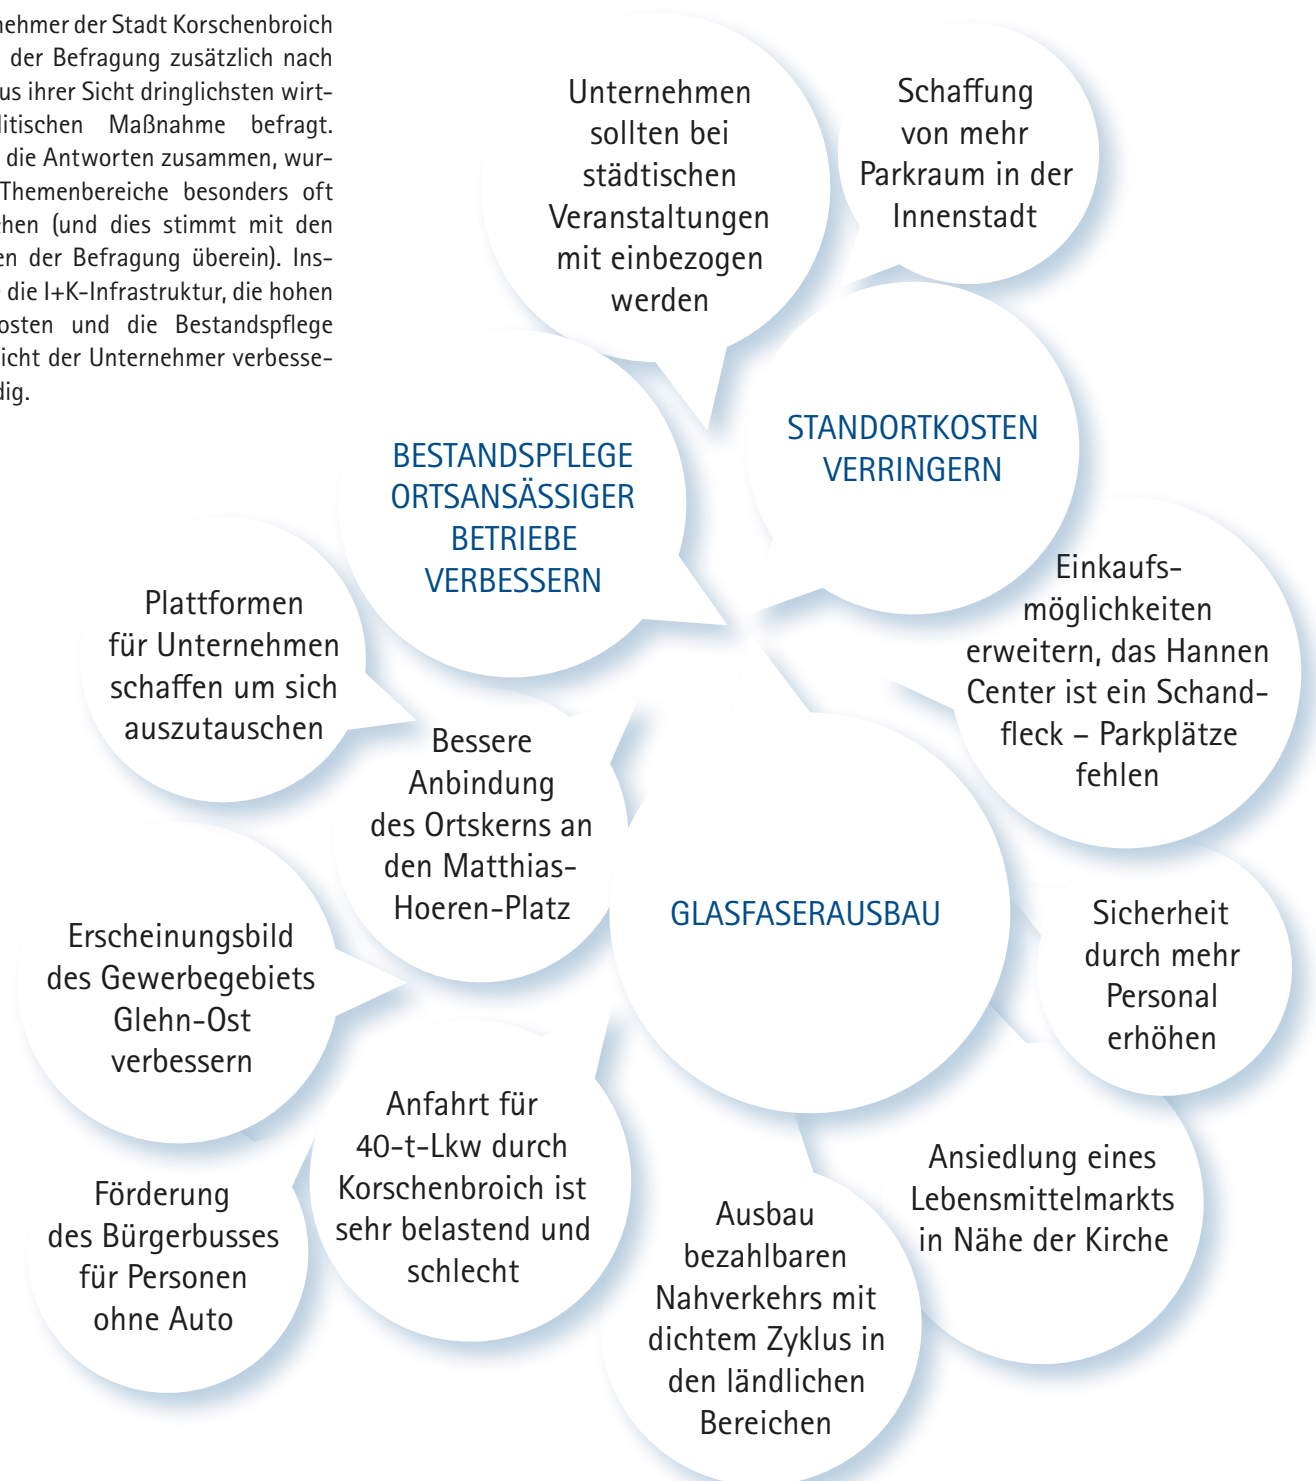 nehmer der Stadt Korschenbroich
der Befragung zusätzlich nach
us ihrer Sicht dringlichsten wirt-
litischen Maßnahme befragt.
die Antworten zusammen, wur-
Themenbereiche besonders oft
chen (und dies stimmt mit den
en der Befragung überein). Ins-
die I+K-Infrastruktur, die hohen
osten und die Bestandspflege
icht der Unternehmer verbesse-
dig.
Unternehmen
sollten bei
städtischen
Veranstaltungen
mit einbezogen
werden
Schaffung
von mehr
Parkraum in der
Innenstadt
BESTANDSPFLEGE
ORTSANSÄSSIGER
BETRIEBE
VERBESSERN
STANDORTKOSTEN
VERRINGERN
Plattformen
für Unternehmen
schaffen um sich
auszutauschen
Einkaufs-
möglichkeiten
erweitern, das Hannen
Center ist ein Schand-
fleck – Parkplätze
fehlen
Bessere
Anbindung
des Ortskerns an
den Matthias-
Hoeren-Platz
GLASFASERAUSBAU
Sicherheit
durch mehr
Personal
erhöhen
Erscheinungsbild
des Gewerbegebiets
Glehn-Ost
verbessern
Anfahrt für
40-t-Lkw durch
Korschenbroich ist
sehr belastend und
schlecht
Ansiedlung eines
Lebensmittelmarkts
in Nähe der Kirche
Förderung
des Bürgerbusses
für Personen
ohne Auto
Ausbau
bezahlbaren
Nahverkehrs mit
dichtem Zyklus in
den ländlichen
Bereichen